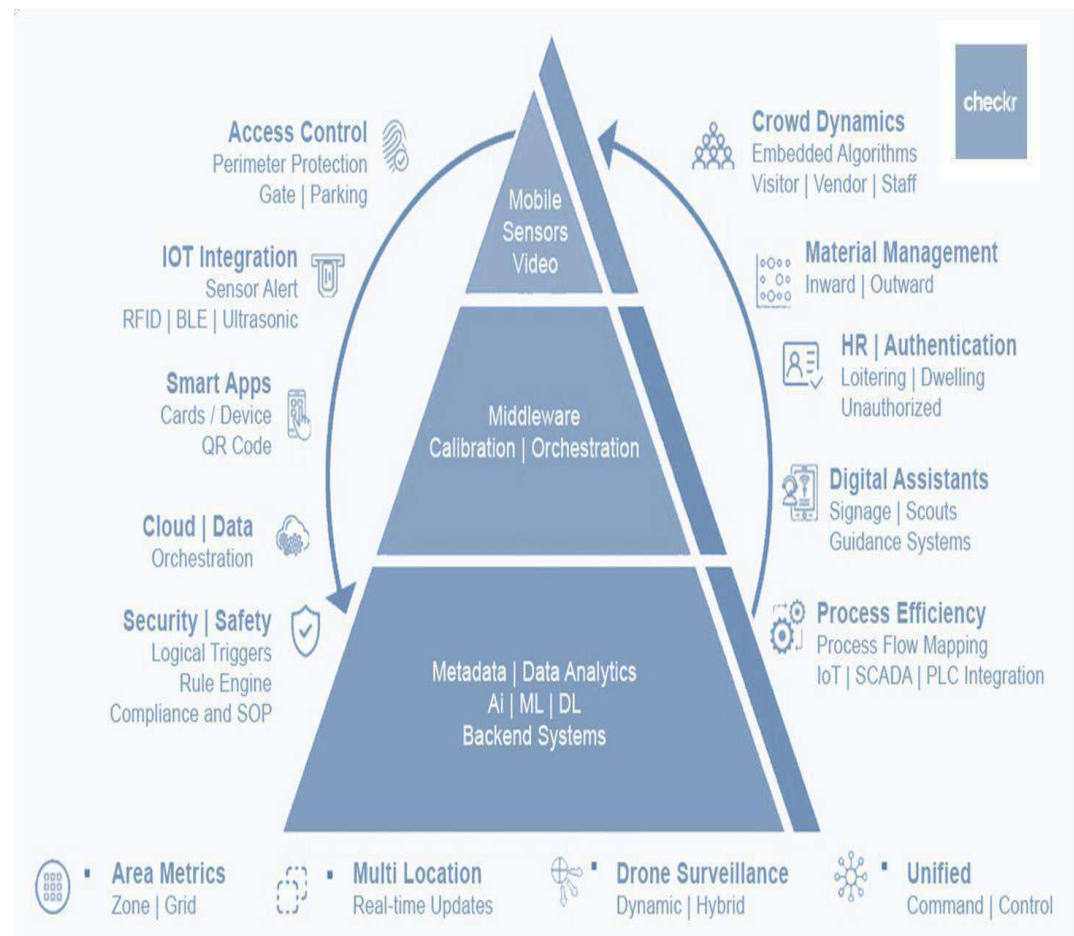 checkr
Access Control
Perimeter Protection
Gate | Parking
IOT Integration
Sensor Alert
RFID | BLE | Ultrasonic
Smart Apps
Cards / Device
QR Code
Cloud | Data
Orchestration
Security | Safety
Logical Triggers
Rule Engine
Compliance and SOP
Mobile
Sensors
Video
Middleware
Calibration | Orchestration
Metadata | Data Analytics
Ai | ML | DL
Backend Systems
Crowd Dynamics
Embedded Algorithms
Visitor | Vendor | Staff
Material Management
Inward | Outward
HR | Authentication
Loitering | Dwelling
Unauthorized
Digital Assistants
Signage | Scouts
Guidance Systems
Process Efficiency
Process Flow Mapping
IoT | SCADA | PLC Integration
Area Metrics
Zone | Grid
Multi Location
Real-time Updates
Drone Surveillance
Dynamic | Hybrid
Unified
Command | Control